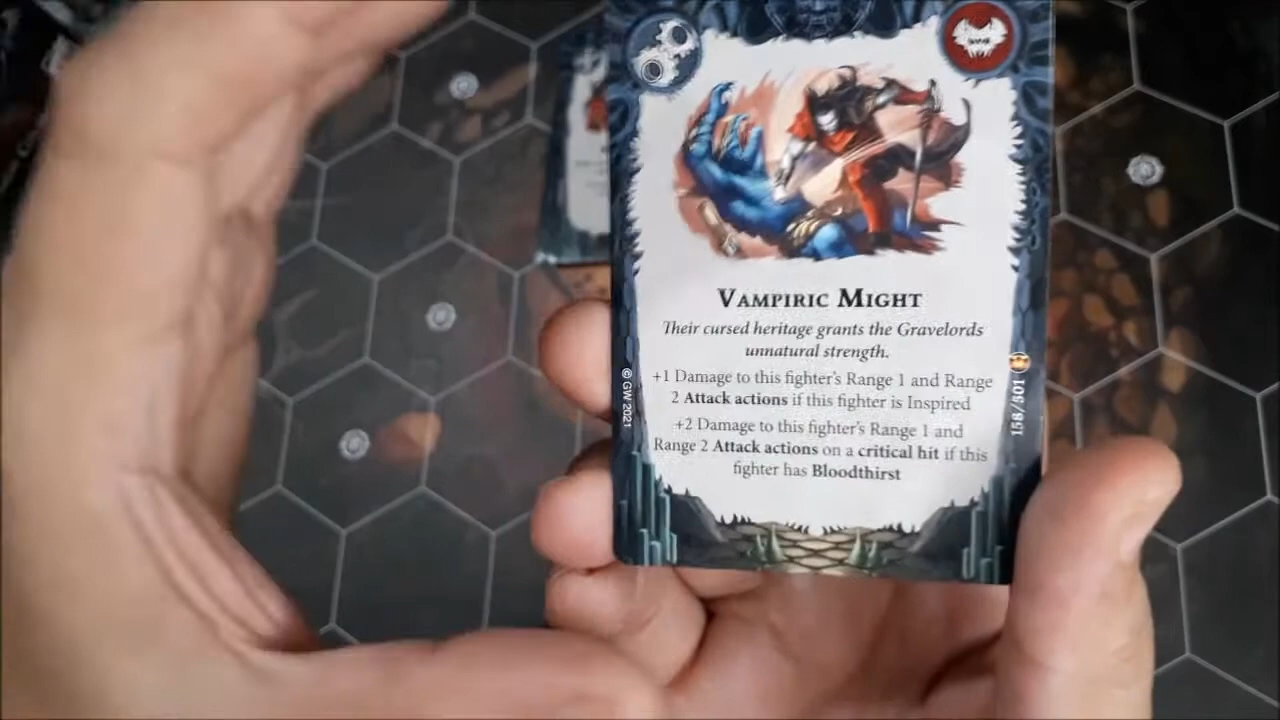 VAMPIRIC MIGHT
Their cursed heritage grants the Gravelords
unnatural strength.
+1 Damage to this fighter's Range 1 and Range
2 Attack actions if this fighter is Inspired
+2 Damage to this fighter's Range 1 and
Range 2 Attack actions on a critical hit if this
fighter has Bloodthirst
© GW 2021
158/501